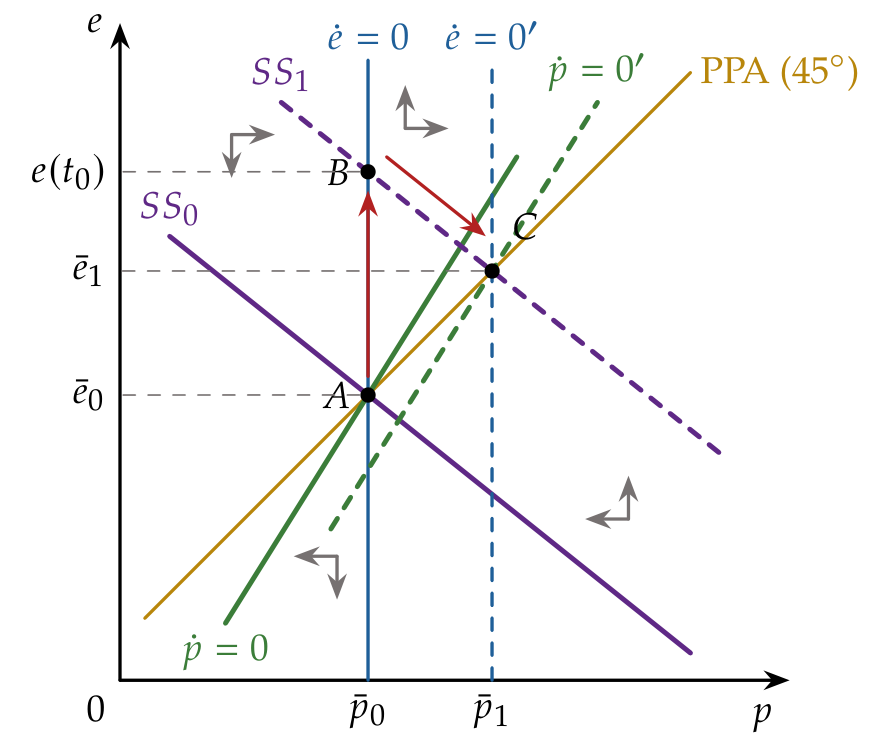 e
ė = 0
ė = 0′
SS₁
ṗ = 0′
PPA (45°)
e(t₀)
B
SS₀
C
ē₁
ē₀
A
ṗ = 0
0
p̄₀
p̄₁
p